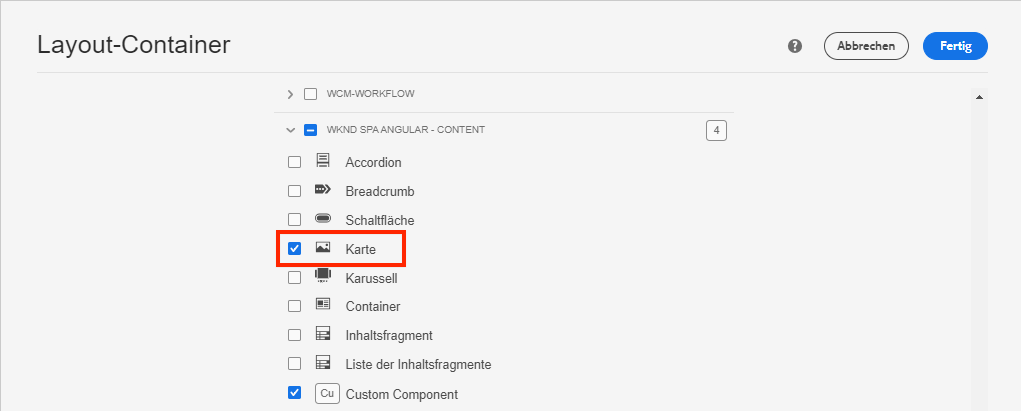 Layout-Container
?
Abbrechen
Fertig
WCM-WORKFLOW
WKND SPA ANGULAR - CONTENT
4
Accordion
Breadcrumb
Schaltfläche
Karte
Karussell
Container
Inhaltsfragment
Liste der Inhaltsfragmente
Cu Custom Component